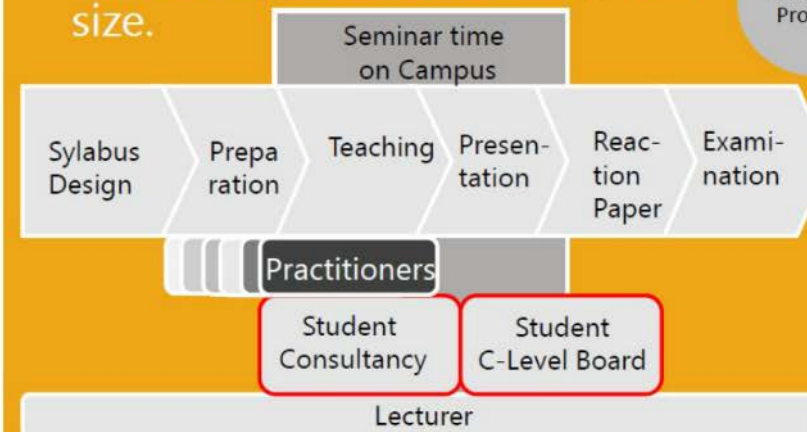 size.
Pro
Seminar time
on Campus
Sylabus
Design
Prepa
ration
Teaching
Presen-
tation
Reac-
tion
Paper
Exami-
nation
Practitioners
Student
Consultancy
Student
C-Level Board
Lecturer